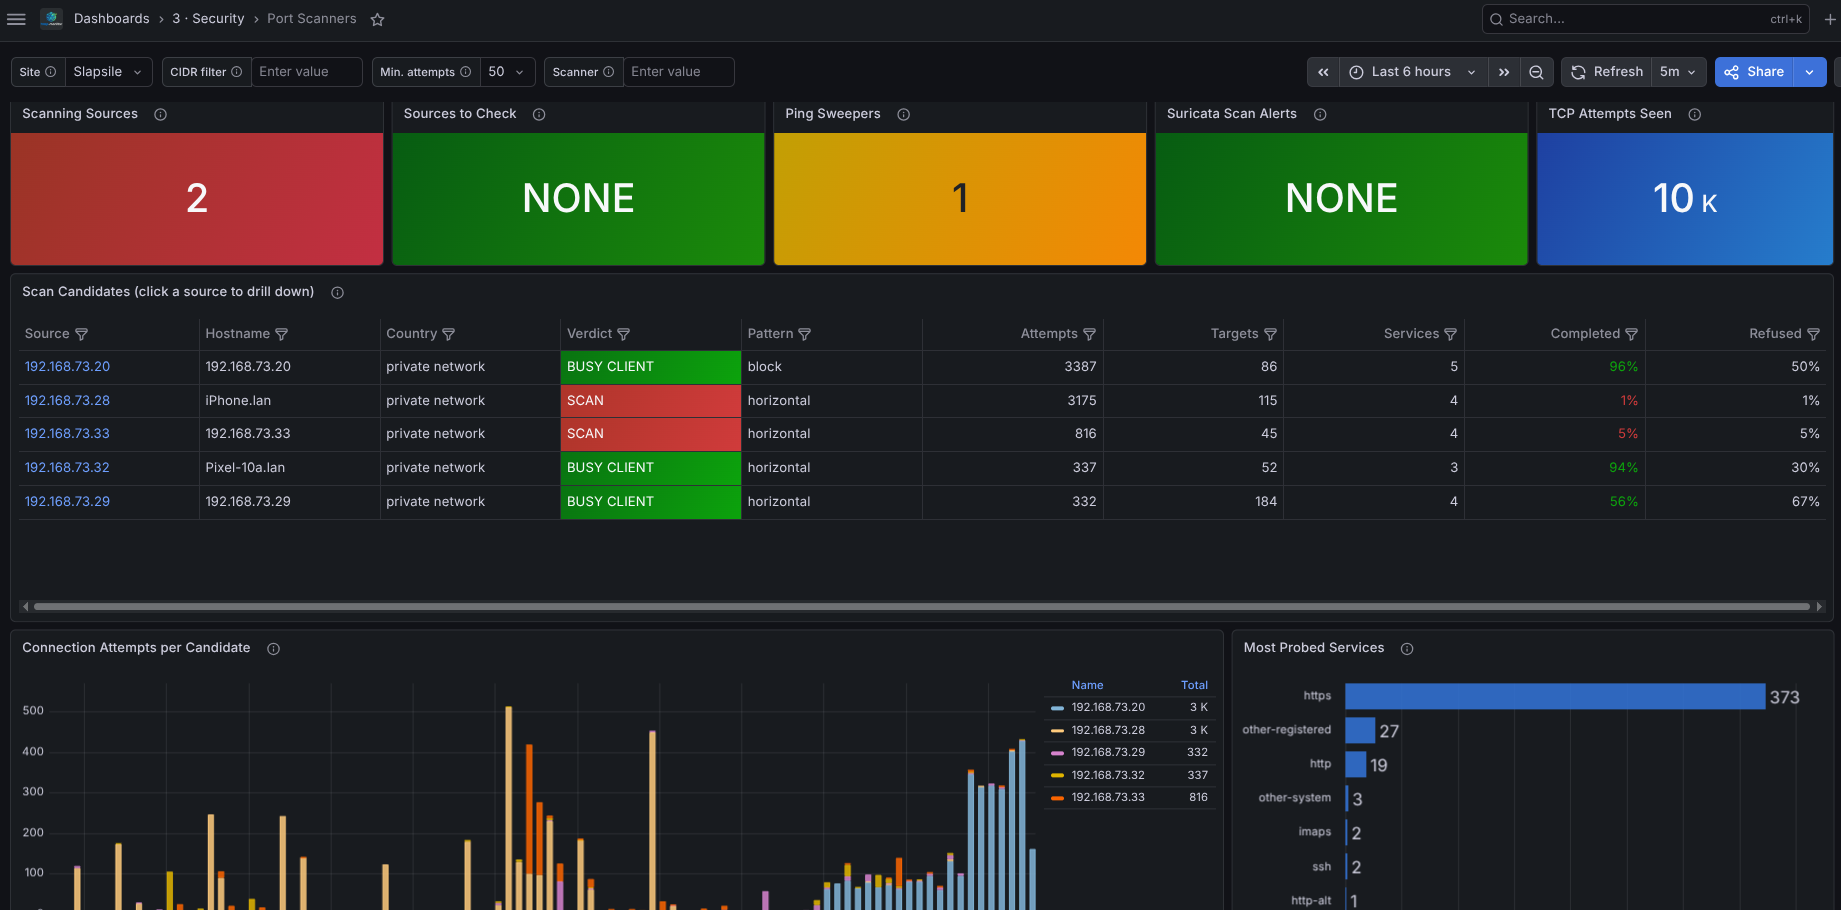 Dashboards › 3 · Security › Port Scanners
Search... ctrl+k
Site Slapsile CIDR filter Enter value Min. attempts 50 Scanner Enter value Last 6 hours Refresh 5m Share
Scanning Sources Sources to Check Ping Sweepers Suricata Scan Alerts TCP Attempts Seen
2 NONE 1 NONE 10 K
Scan Candidates (click a source to drill down)
Source Hostname Country Verdict Pattern Attempts Targets Services Completed Refused
192.168.73.20 192.168.73.20 private network BUSY CLIENT block 3387 86 5 96% 50%
192.168.73.28 iPhone.lan private network SCAN horizontal 3175 115 4 1% 1%
192.168.73.33 192.168.73.33 private network SCAN horizontal 816 45 4 5% 5%
192.168.73.32 Pixel-10a.lan private network BUSY CLIENT horizontal 337 52 3 94% 30%
192.168.73.29 192.168.73.29 private network BUSY CLIENT horizontal 332 184 4 56% 67%
Connection Attempts per Candidate
500
400
300
200
100
Name Total
192.168.73.20 3 K
192.168.73.28 3 K
192.168.73.29 332
192.168.73.32 337
192.168.73.33 816
Most Probed Services
https 373
other-registered 27
http 19
other-system 3
imaps 2
ssh 2
http-alt 1